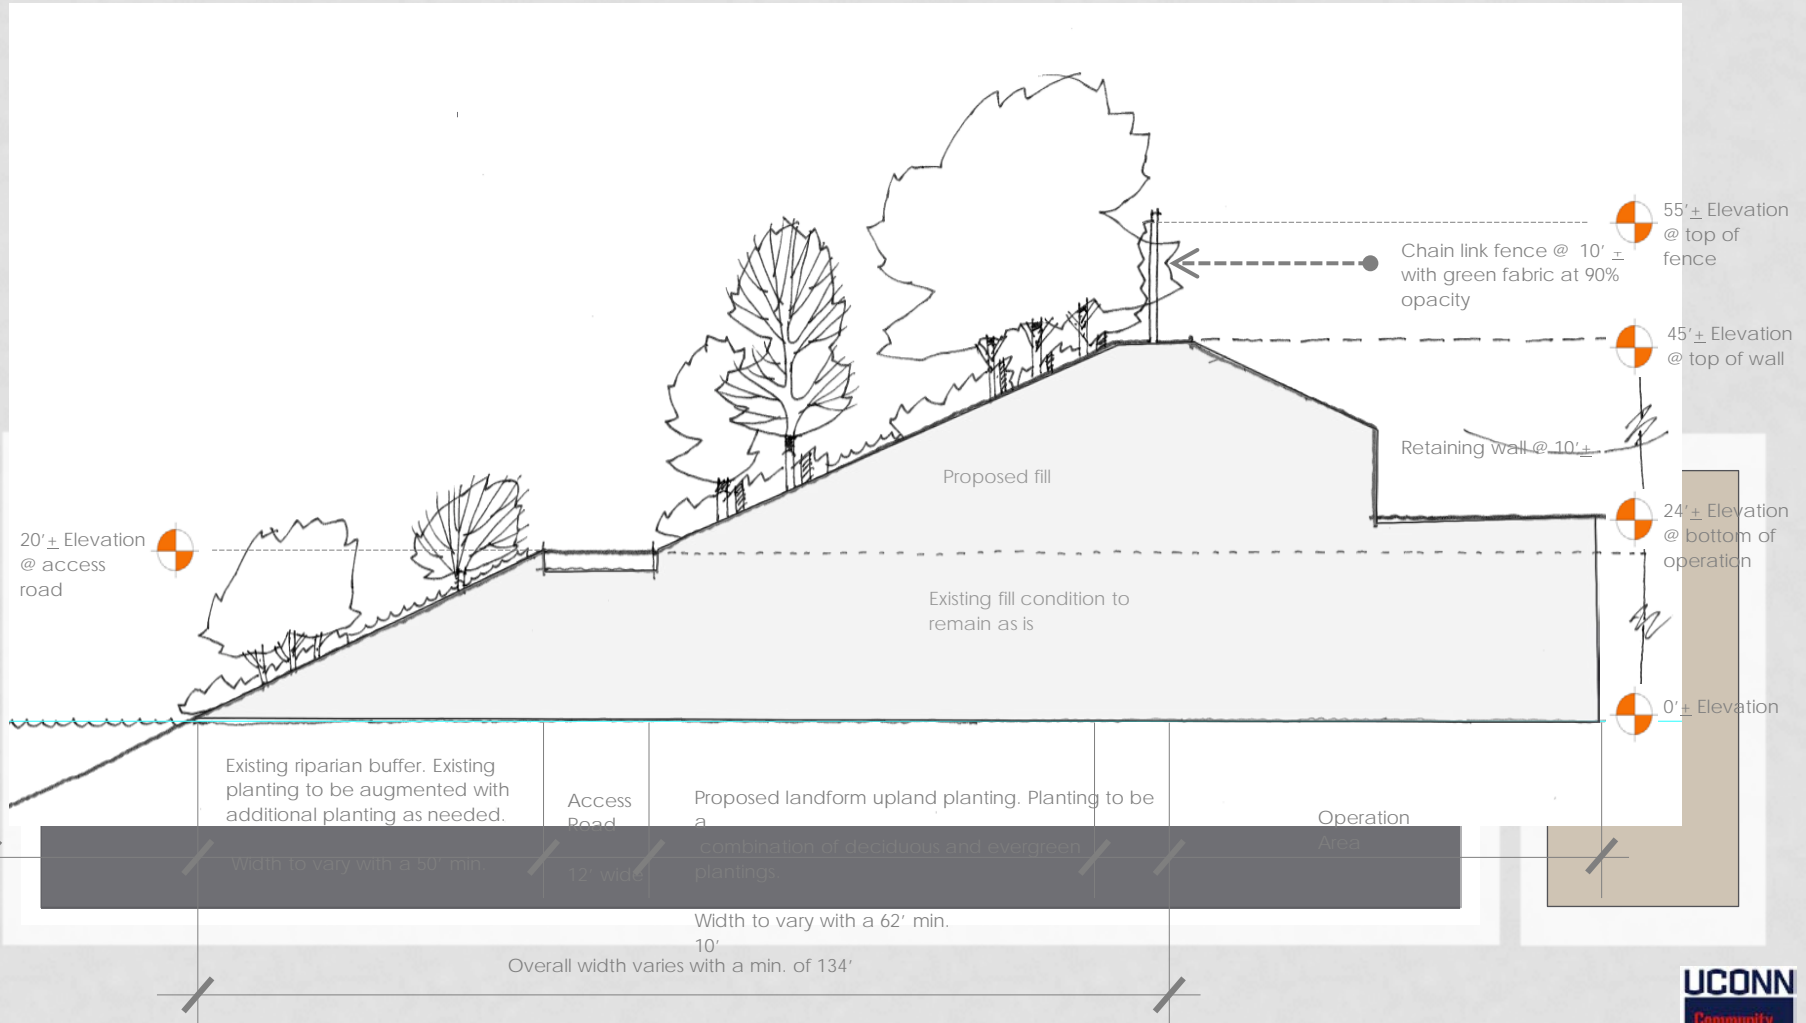 55'± Elevation
@ top of
fence
Chain link fence @ 10' ±
with green fabric at 90%
opacity
45'± Elevation
@ top of wall
Retaining wall @ 10'±
Proposed fill
24'± Elevation
@ bottom of
operation
20'± Elevation
@ access
road
Existing fill condition to
remain as is
0'± Elevation
Existing riparian buffer. Existing
planting to be augmented with
additional planting as needed.
Width to vary with a 50' min.
Access
Road
12' wide
Proposed landform upland planting. Planting to be
a
combination of deciduous and evergreen
plantings
Width to vary with a 62' min.
10'
Operation
Area
Overall width varies with a min. of 134'
UCONN
Community